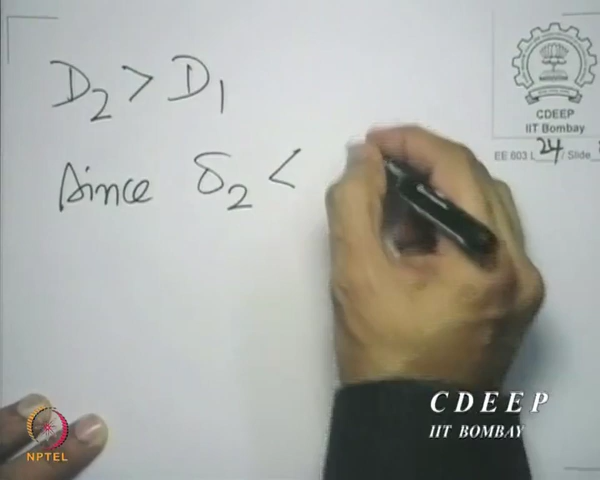 D₂ > D₁
Since δ₂ <
CDEEP
IIT Bombay
EE 603 L 24 / Slide
CDEEP
IIT BOMBAY
NPTEL